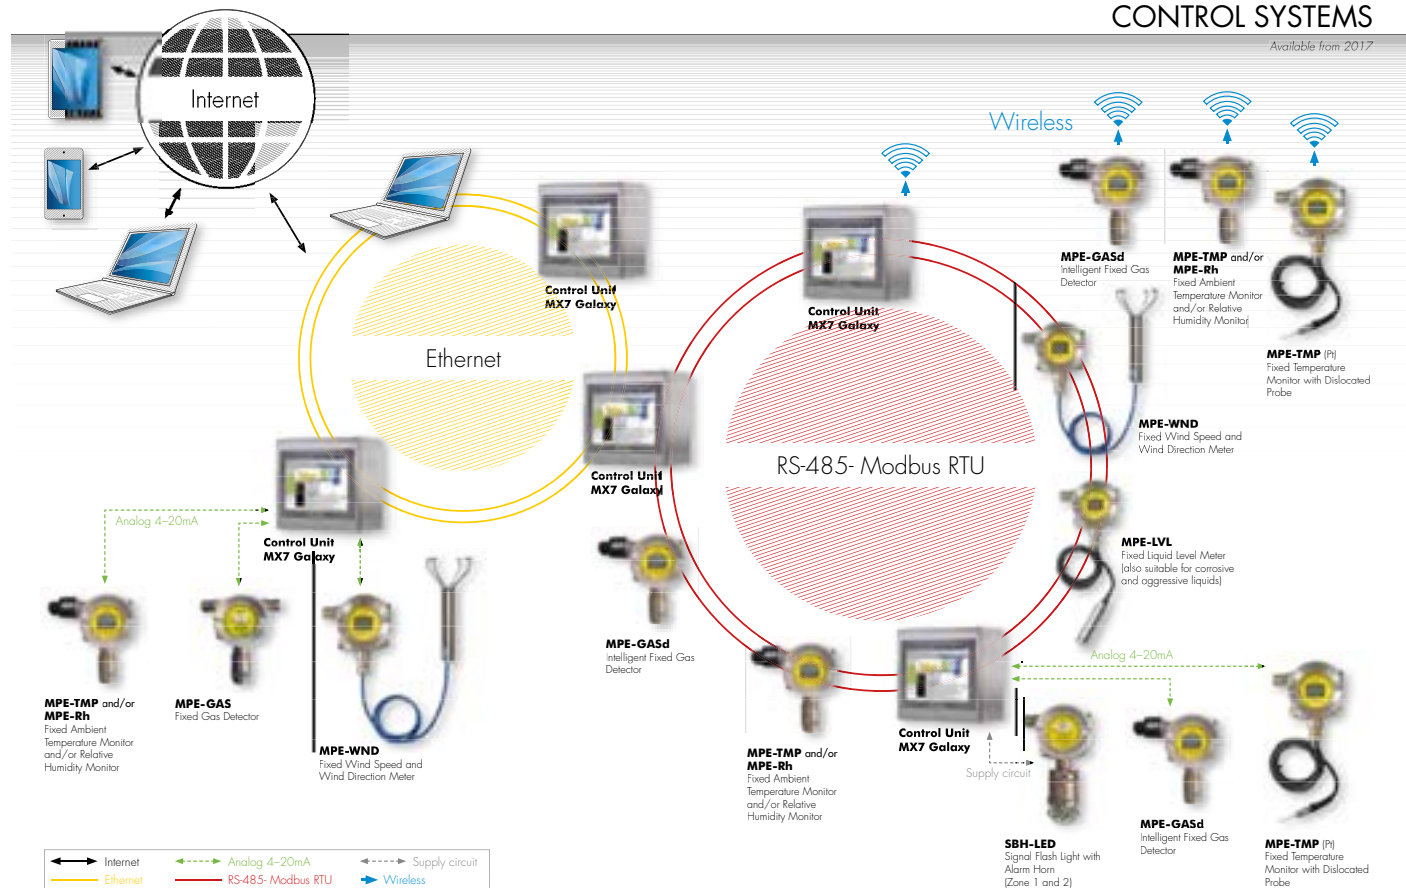 CONTROL SYSTEMS
Available from 2017
Internet
Wireless
Control Unit
MX7 Galaxy
Control Unit
MX7 Galaxy
MPE-GASd
Intelligent Fixed Gas
Detector
MPE-TMP and/or
MPE-Rh
Fixed Ambient
Temperature Monitor
and/or Relative
Humidity Monitor
MPE-TMP (Pt)
Fixed Temperature
Monitor with Dislocated
Probe
Ethernet
MPE-WND
Fixed Wind Speed and
Wind Direction Meter
Control Unit
MX7 Galaxy
RS-485- Modbus RTU
Analog 4–20mA
Control Unit
MX7 Galaxy
MPE-LVL
Fixed Liquid Level Meter
(also suitable for corrosive
and aggressive liquids)
MPE-GASd
Intelligent Fixed Gas
Detector
Analog 4–20mA
MPE-TMP and/or
MPE-Rh
Fixed Ambient
Temperature Monitor
and/or Relative
Humidity Monitor
MPE-GAS
Fixed Gas Detector
MPE-WND
Fixed Wind Speed and
Wind Direction Meter
Control Unit
MX7 Galaxy
MPE-TMP and/or
MPE-Rh
Fixed Ambient
Temperature Monitor
and/or Relative
Humidity Monitor
Supply circuit
SBH-LED
Signal Flash Light with
Alarm Horn
(Zone 1 and 2)
MPE-GASd
Intelligent Fixed Gas
Detector
MPE-TMP (Pt)
Fixed Temperature
Monitor with Dislocated
Probe
Internet
Analog 4–20mA
Supply circuit
Ethernet
RS-485- Modbus RTU
Wireless